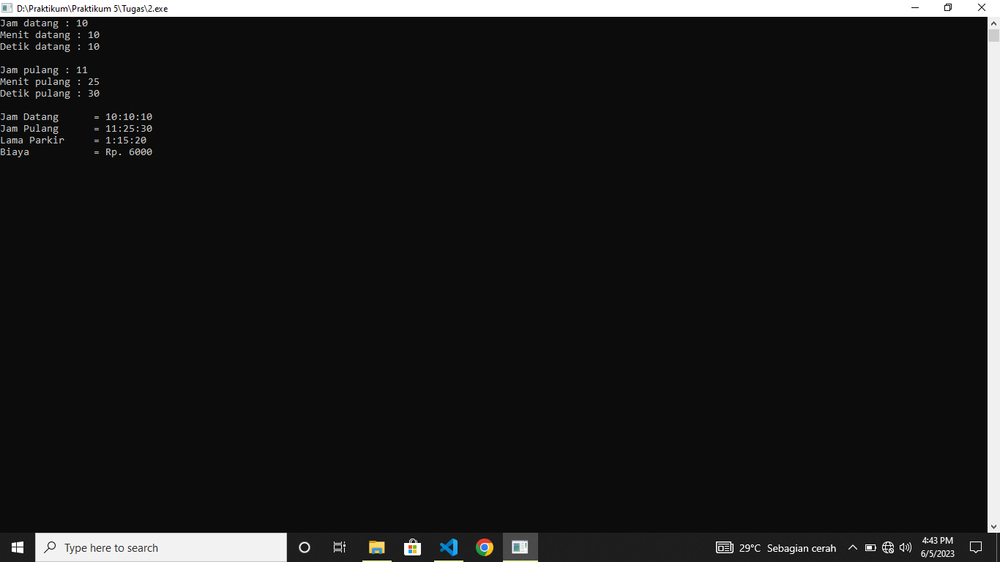 D:\Praktikum\Praktikum 5\Tugas\2.exe
Jam datang : 10
Menit datang : 10
Detik datang : 10
Jam pulang : 11
Menit pulang : 25
Detik pulang : 30
Jam Datang = 10:10:10
Jam Pulang = 11:25:30
Lama Parkir = 1:15:20
Biaya = Rp. 6000
Type here to search
29°C Sebagian cerah
4:43 PM
6/5/2023